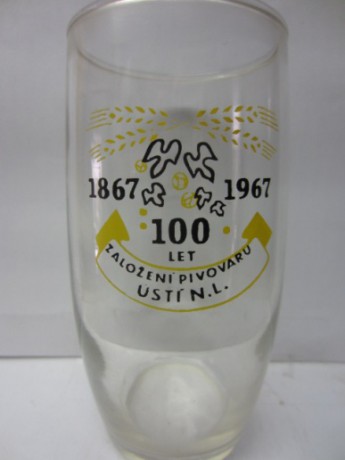 1867 1967
100
LET
ZALOŽENÍ PIVOVARU
ÚSTÍ N.L.